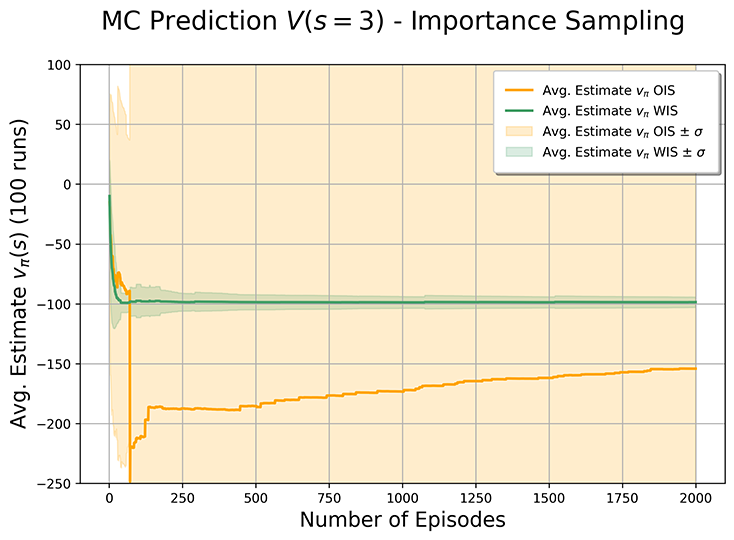 MC Prediction V(s = 3) - Importance Sampling
Avg. Estimate vπ(s) (100 runs)
100
50
0
−50
−100
−150
−200
−250
Avg. Estimate vπ OIS
Avg. Estimate vπ WIS
Avg. Estimate vπ OIS ± σ
Avg. Estimate vπ WIS ± σ
0 250 500 750 1000 1250 1500 1750 2000
Number of Episodes